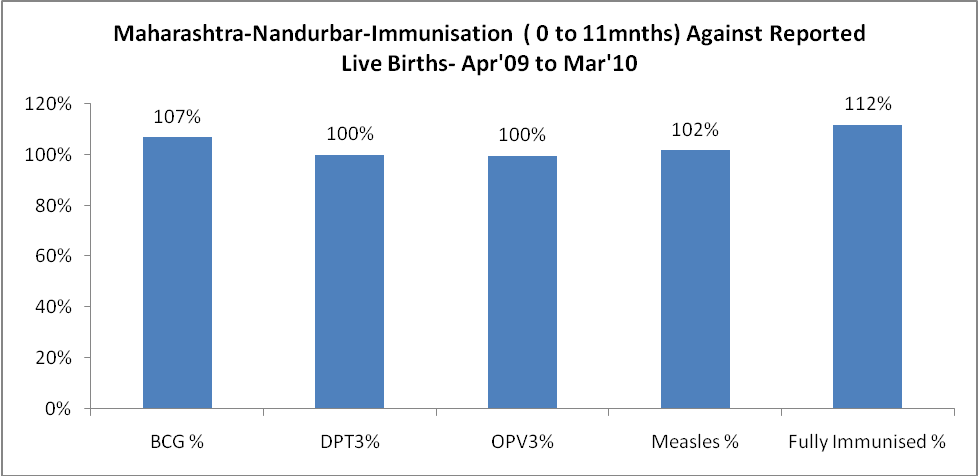 Maharashtra-Nandurbar-Immunisation ( 0 to 11mnths) Against Reported
Live Births- Apr'09 to Mar'10
120%
100%
80%
60%
40%
20%
0%
107%
100%
100%
102%
112%
BCG %
DPT3%
OPV3%
Measles %
Fully Immunised %